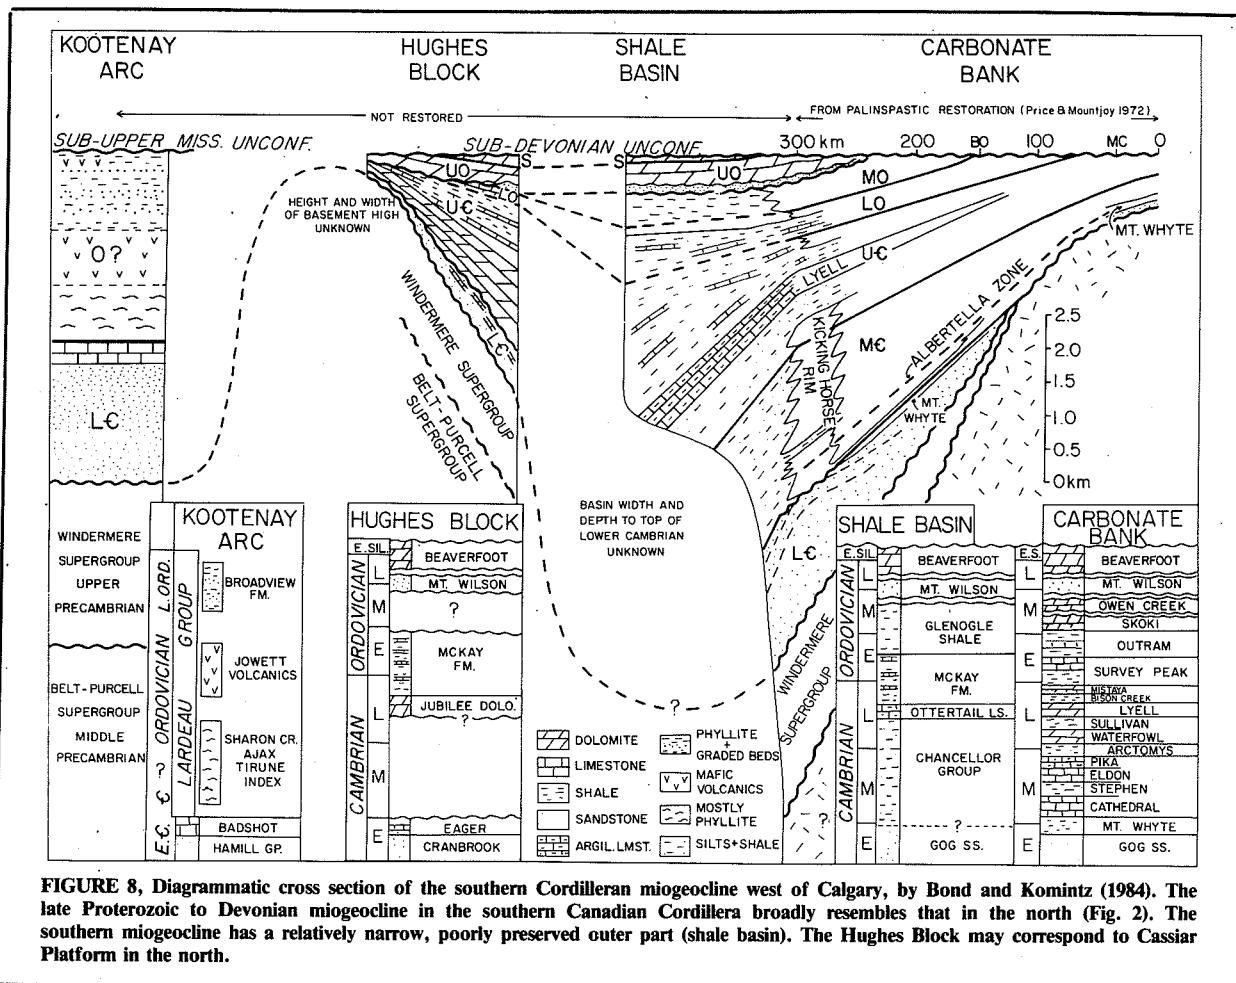 KOOTENAY
ARC
HUGHES
BLOCK
SHALE
BASIN
CARBONATE
BANK
NOT RESTORED
FROM PALINSPASTIC RESTORATION (Price & Mountjoy 1972)
SUB-UPPER MISS. UNCONF.
SUB-DEVONIAN UNCONF.
300 km
200
BO
100
MC
0
S
S
UO
UO
LO
MO
LO
UЄ
UЄ
HEIGHT AND WIDTH
OF BASEMENT HIGH
UNKNOWN
MT. WHYTE
O?
LYELL
ALBERTELLA ZONE
WINDERMERE SUPERGROUP
LЄ
BELT-PURCELL
SUPERGROUP
KICKING HORSE
RIM
MЄ
MT.
WHYTE
2.5
2.0
1.5
1.0
0.5
0km
LЄ
BASIN WIDTH AND
DEPTH TO TOP OF
LOWER CAMBRIAN
UNKNOWN
LЄ
WINDERMERE
SUPERGROUP
?
?
WINDERMERE
SUPERGROUP
UPPER
PRECAMBRIAN
BELT-PURCELL
SUPERGROUP
MIDDLE
PRECAMBRIAN
KOOTENAY
ARC
E.Є.
Є ? ORDOVICIAN L.ORD.
LARDEAU GROUP
BROADVIEW
FM.
JOWETT
VOLCANICS
SHARON CR.
AJAX
TIRUNE
INDEX
BADSHOT
HAMILL GP.
HUGHES BLOCK
E. SIL.
ORDOVICIAN
CAMBRIAN
L
M
E
L
M
E
BEAVERFOOT
MT. WILSON
?
MCKAY
FM.
JUBILEE DOLO.
?
EAGER
CRANBROOK
DOLOMITE
LIMESTONE
SHALE
SANDSTONE
ARGIL. LMST.
PHYLLITE
+
GRADED BEDS
MAFIC
VOLCANICS
MOSTLY
PHYLLITE
SILTS+SHALE
SHALE BASIN
E. SIL.
ORDOVICIAN
CAMBRIAN
L
M
E
L
M
E
BEAVERFOOT
MT. WILSON
GLENOGLE
SHALE
MCKAY
FM.
OTTERTAIL LS.
CHANCELLOR
GROUP
?
GOG SS.
CARBONATE
BANK
E.S.
L
M
E
L
M
E
BEAVERFOOT
MT. WILSON
OWEN CREEK
SKOKI
OUTRAM
SURVEY PEAK
MISTAYA
BISON CREEK
LYELL
SULLIVAN
WATERFOWL
ARCTOMYS
PIKA
ELDON
STEPHEN
CATHEDRAL
MT. WHYTE
GOG SS.
FIGURE 8, Diagrammatic cross section of the southern Cordilleran miogeocline west of Calgary, by Bond and Komintz (1984). The
late Proterozoic to Devonian miogeocline in the southern Canadian Cordillera broadly resembles that in the north (Fig. 2). The
southern miogeocline has a relatively narrow, poorly preserved outer part (shale basin). The Hughes Block may correspond to Cassiar
Platform in the north.